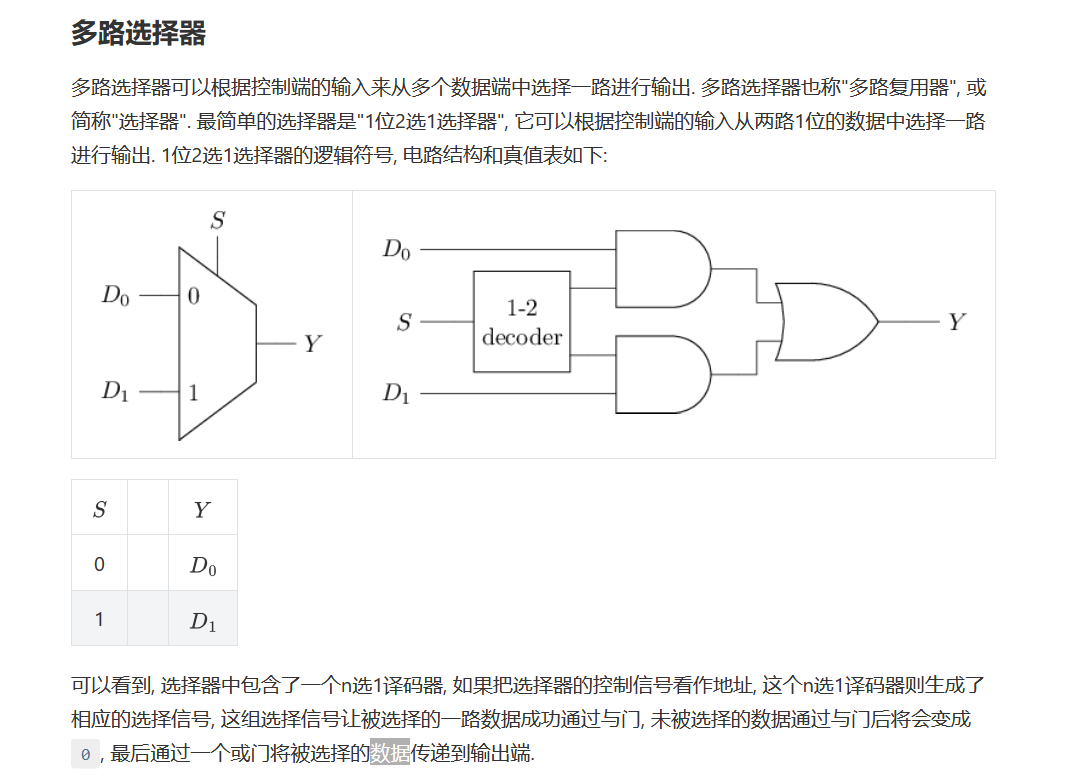 多路选择器
多路选择器可以根据控制端的输入来从多个数据端中选择一路进行输出. 多路选择器也称"多路复用器", 或
简称"选择器". 最简单的选择器是"1位2选1选择器", 它可以根据控制端的输入从两路1位的数据中选择一路
进行输出. 1位2选1选择器的逻辑符号, 电路结构和真值表如下:
S
D₀
0
Y
D₁
1
D₀
1-2
decoder
S
Y
D₁
S Y
0 D₀
1 D₁
可以看到, 选择器中包含了一个n选1译码器, 如果把选择器的控制信号看作地址, 这个n选1译码器则生成了
相应的选择信号, 这组选择信号让被选择的一路数据成功通过与门, 未被选择的数据通过与门后将会变成
0, 最后通过一个或门将被选择的数据传递到输出端.